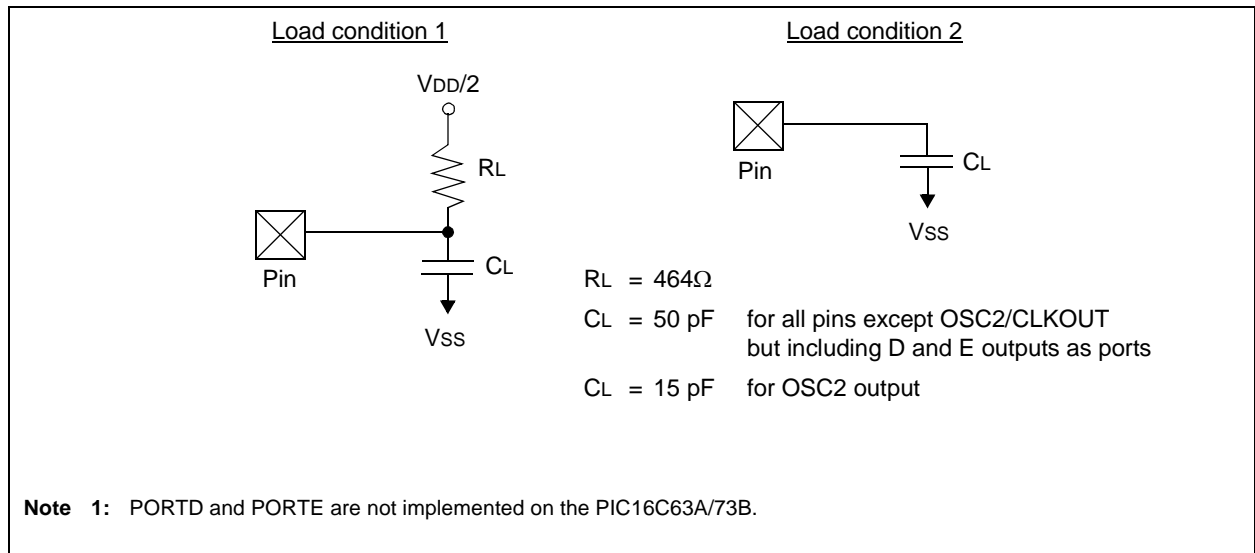 Load condition 1
VDD/2
RL
Pin
CL
VSS
Load condition 2
Pin
CL
VSS
RL = 464Ω
CL = 50 pF for all pins except OSC2/CLKOUT
but including D and E outputs as ports
CL = 15 pF for OSC2 output
Note 1: PORTD and PORTE are not implemented on the PIC16C63A/73B.